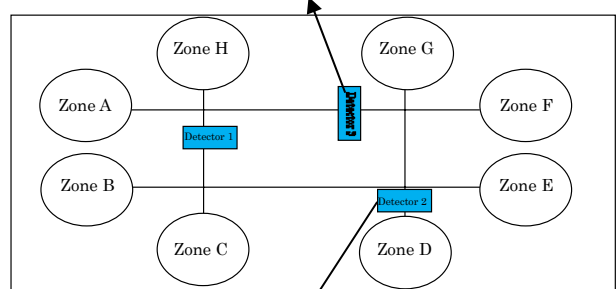 Zone H
Zone G
Zone A
Zone F
Detector 3
Detector 1
Zone B
Zone E
Detector 2
Zone C
Zone D